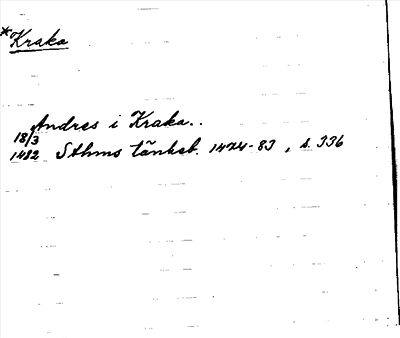 *Kraka
Andres i Kraka..
18/3
1482 Sthms tänkeb. 1474-83, s. 336